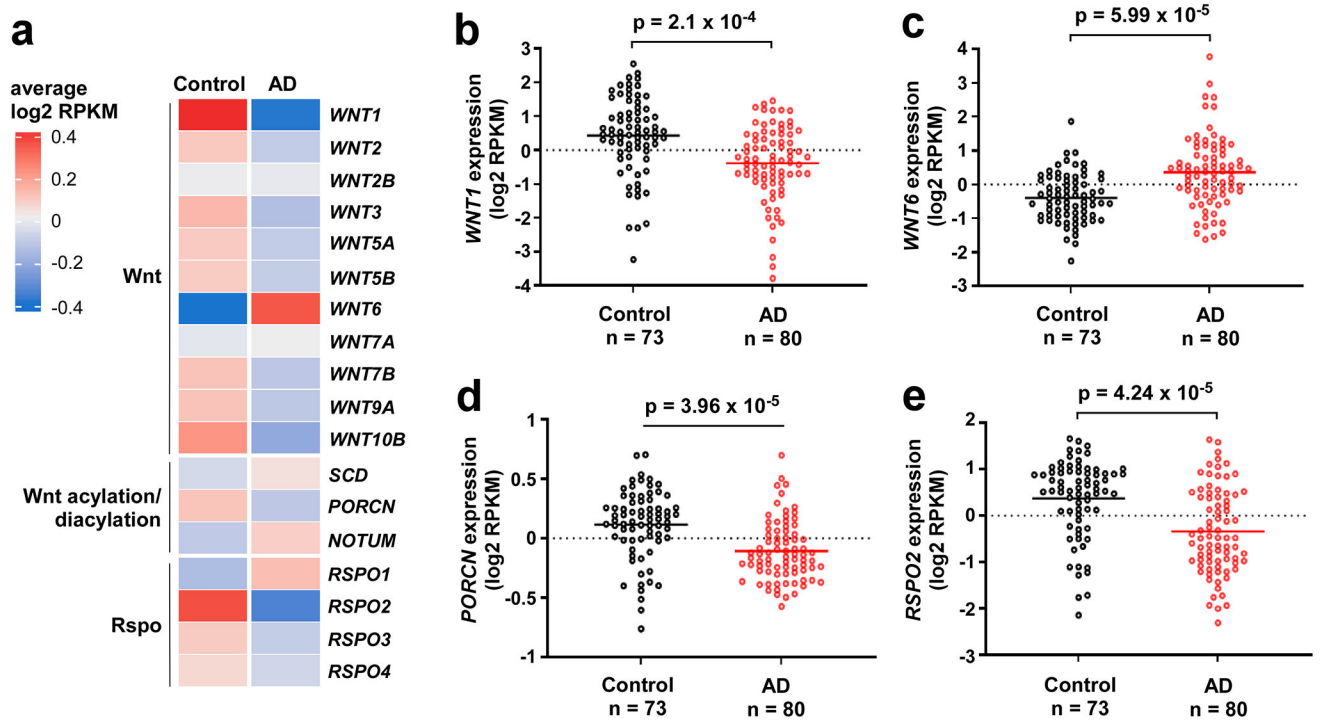 a
average
log2 RPKM
0.4
0.2
0
-0.2
-0.4
Control AD
Wnt
WNT1
WNT2
WNT2B
WNT3
WNT5A
WNT5B
WNT6
WNT7A
WNT7B
WNT9A
WNT10B
Wnt acylation/
diacylation
SCD
PORCN
NOTUM
Rspo
RSPO1
RSPO2
RSPO3
RSPO4
b
p = 2.1 x 10-4
WNT1 expression
(log2 RPKM)
3
2
1
0
-1
-2
-3
-4
Control AD
n = 73 n = 80
c
p = 5.99 x 10-5
WNT6 expression
(log2 RPKM)
4
3
2
1
0
-1
-2
-3
Control AD
n = 73 n = 80
d
p = 3.96 x 10-5
PORCN expression
(log2 RPKM)
1
0.5
0
-0.5
-1
Control AD
n = 73 n = 80
e
p = 4.24 x 10-5
RSPO2 expression
(log2 RPKM)
2
1
0
-1
-2
-3
Control AD
n = 73 n = 80